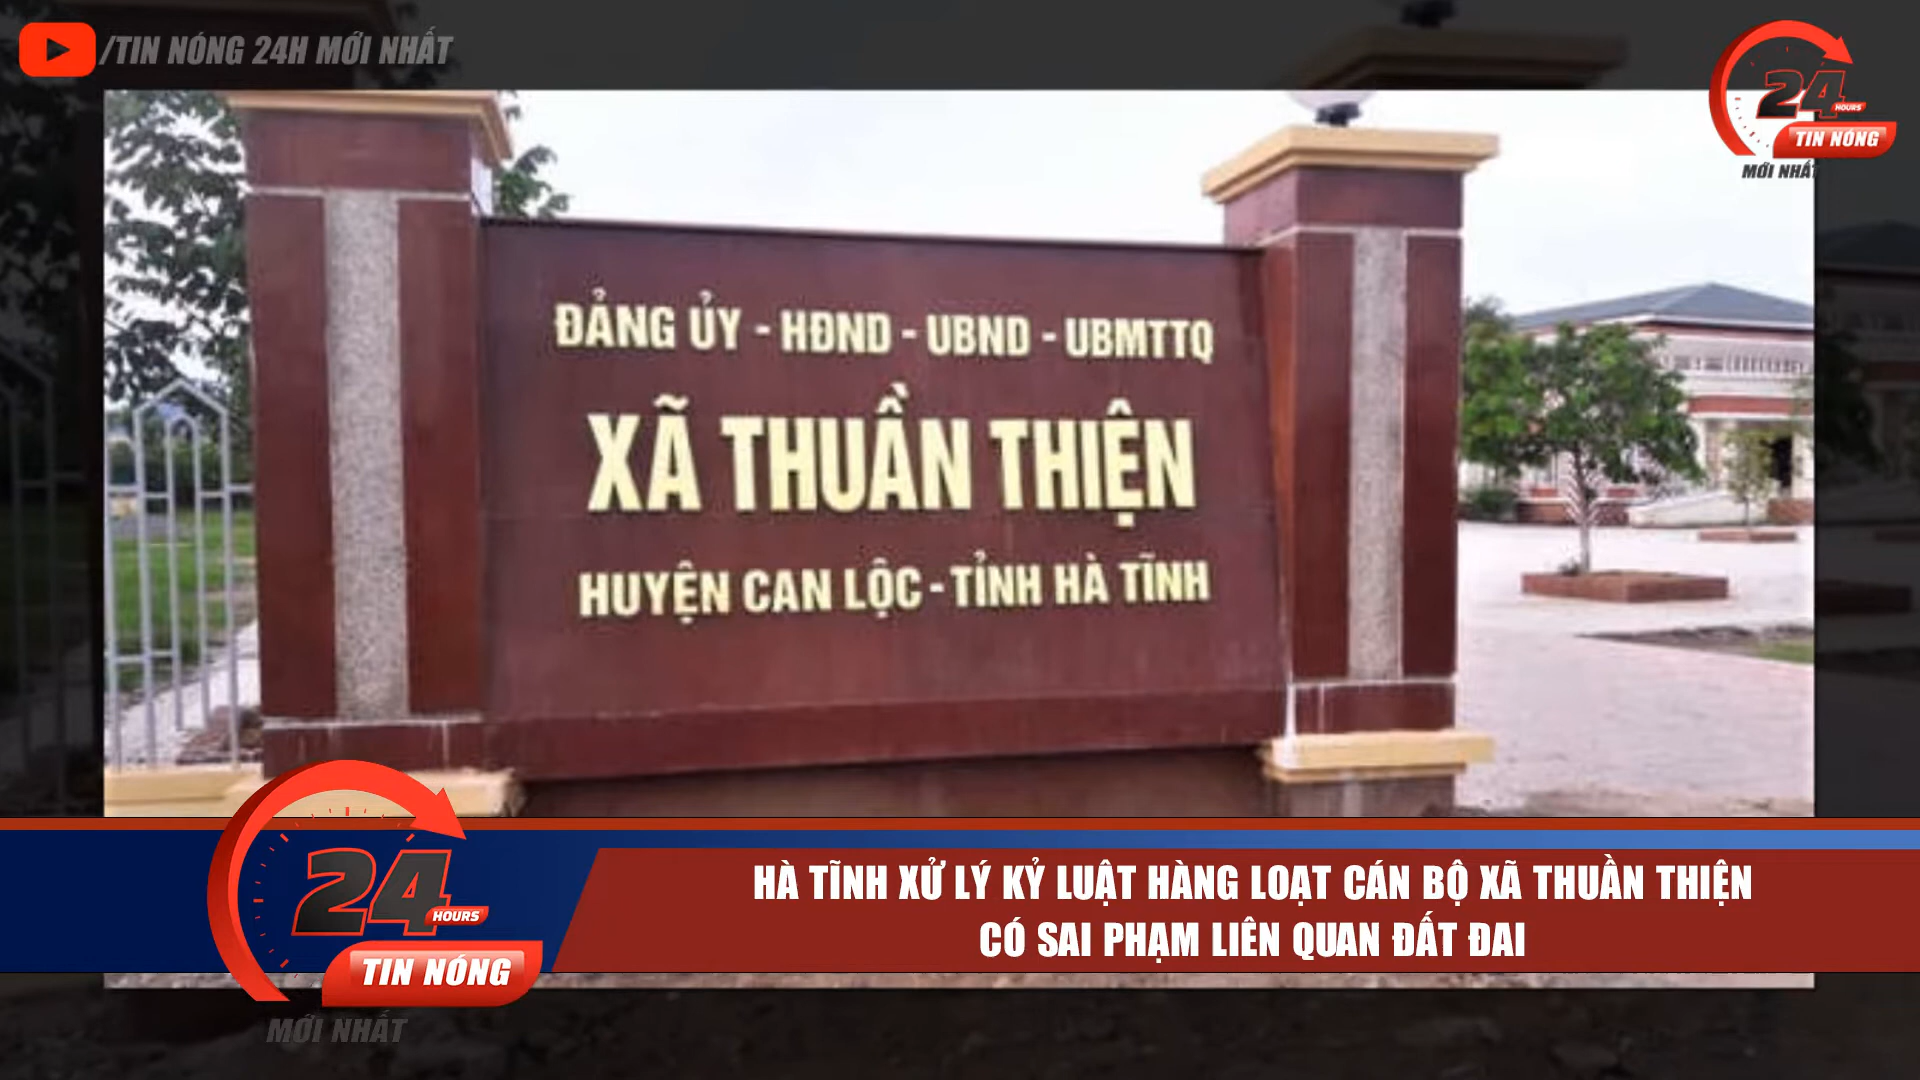 /TIN NÓNG 24H MỚI NHẤT
24
HOURS
TIN NÓNG
MỚI NHẤT
ĐẢNG ỦY - HĐND - UBND - UBMTTQ
XÃ THUẦN THIỆN
HUYỆN CAN LỘC - TỈNH HÀ TĨNH
HÀ TĨNH XỬ LÝ KỶ LUẬT HÀNG LOẠT CÁN BỘ XÃ THUẦN THIỆN
CÓ SAI PHẠM LIÊN QUAN ĐẤT ĐAI
24
HOURS
TIN NÓNG
MỚI NHẤT